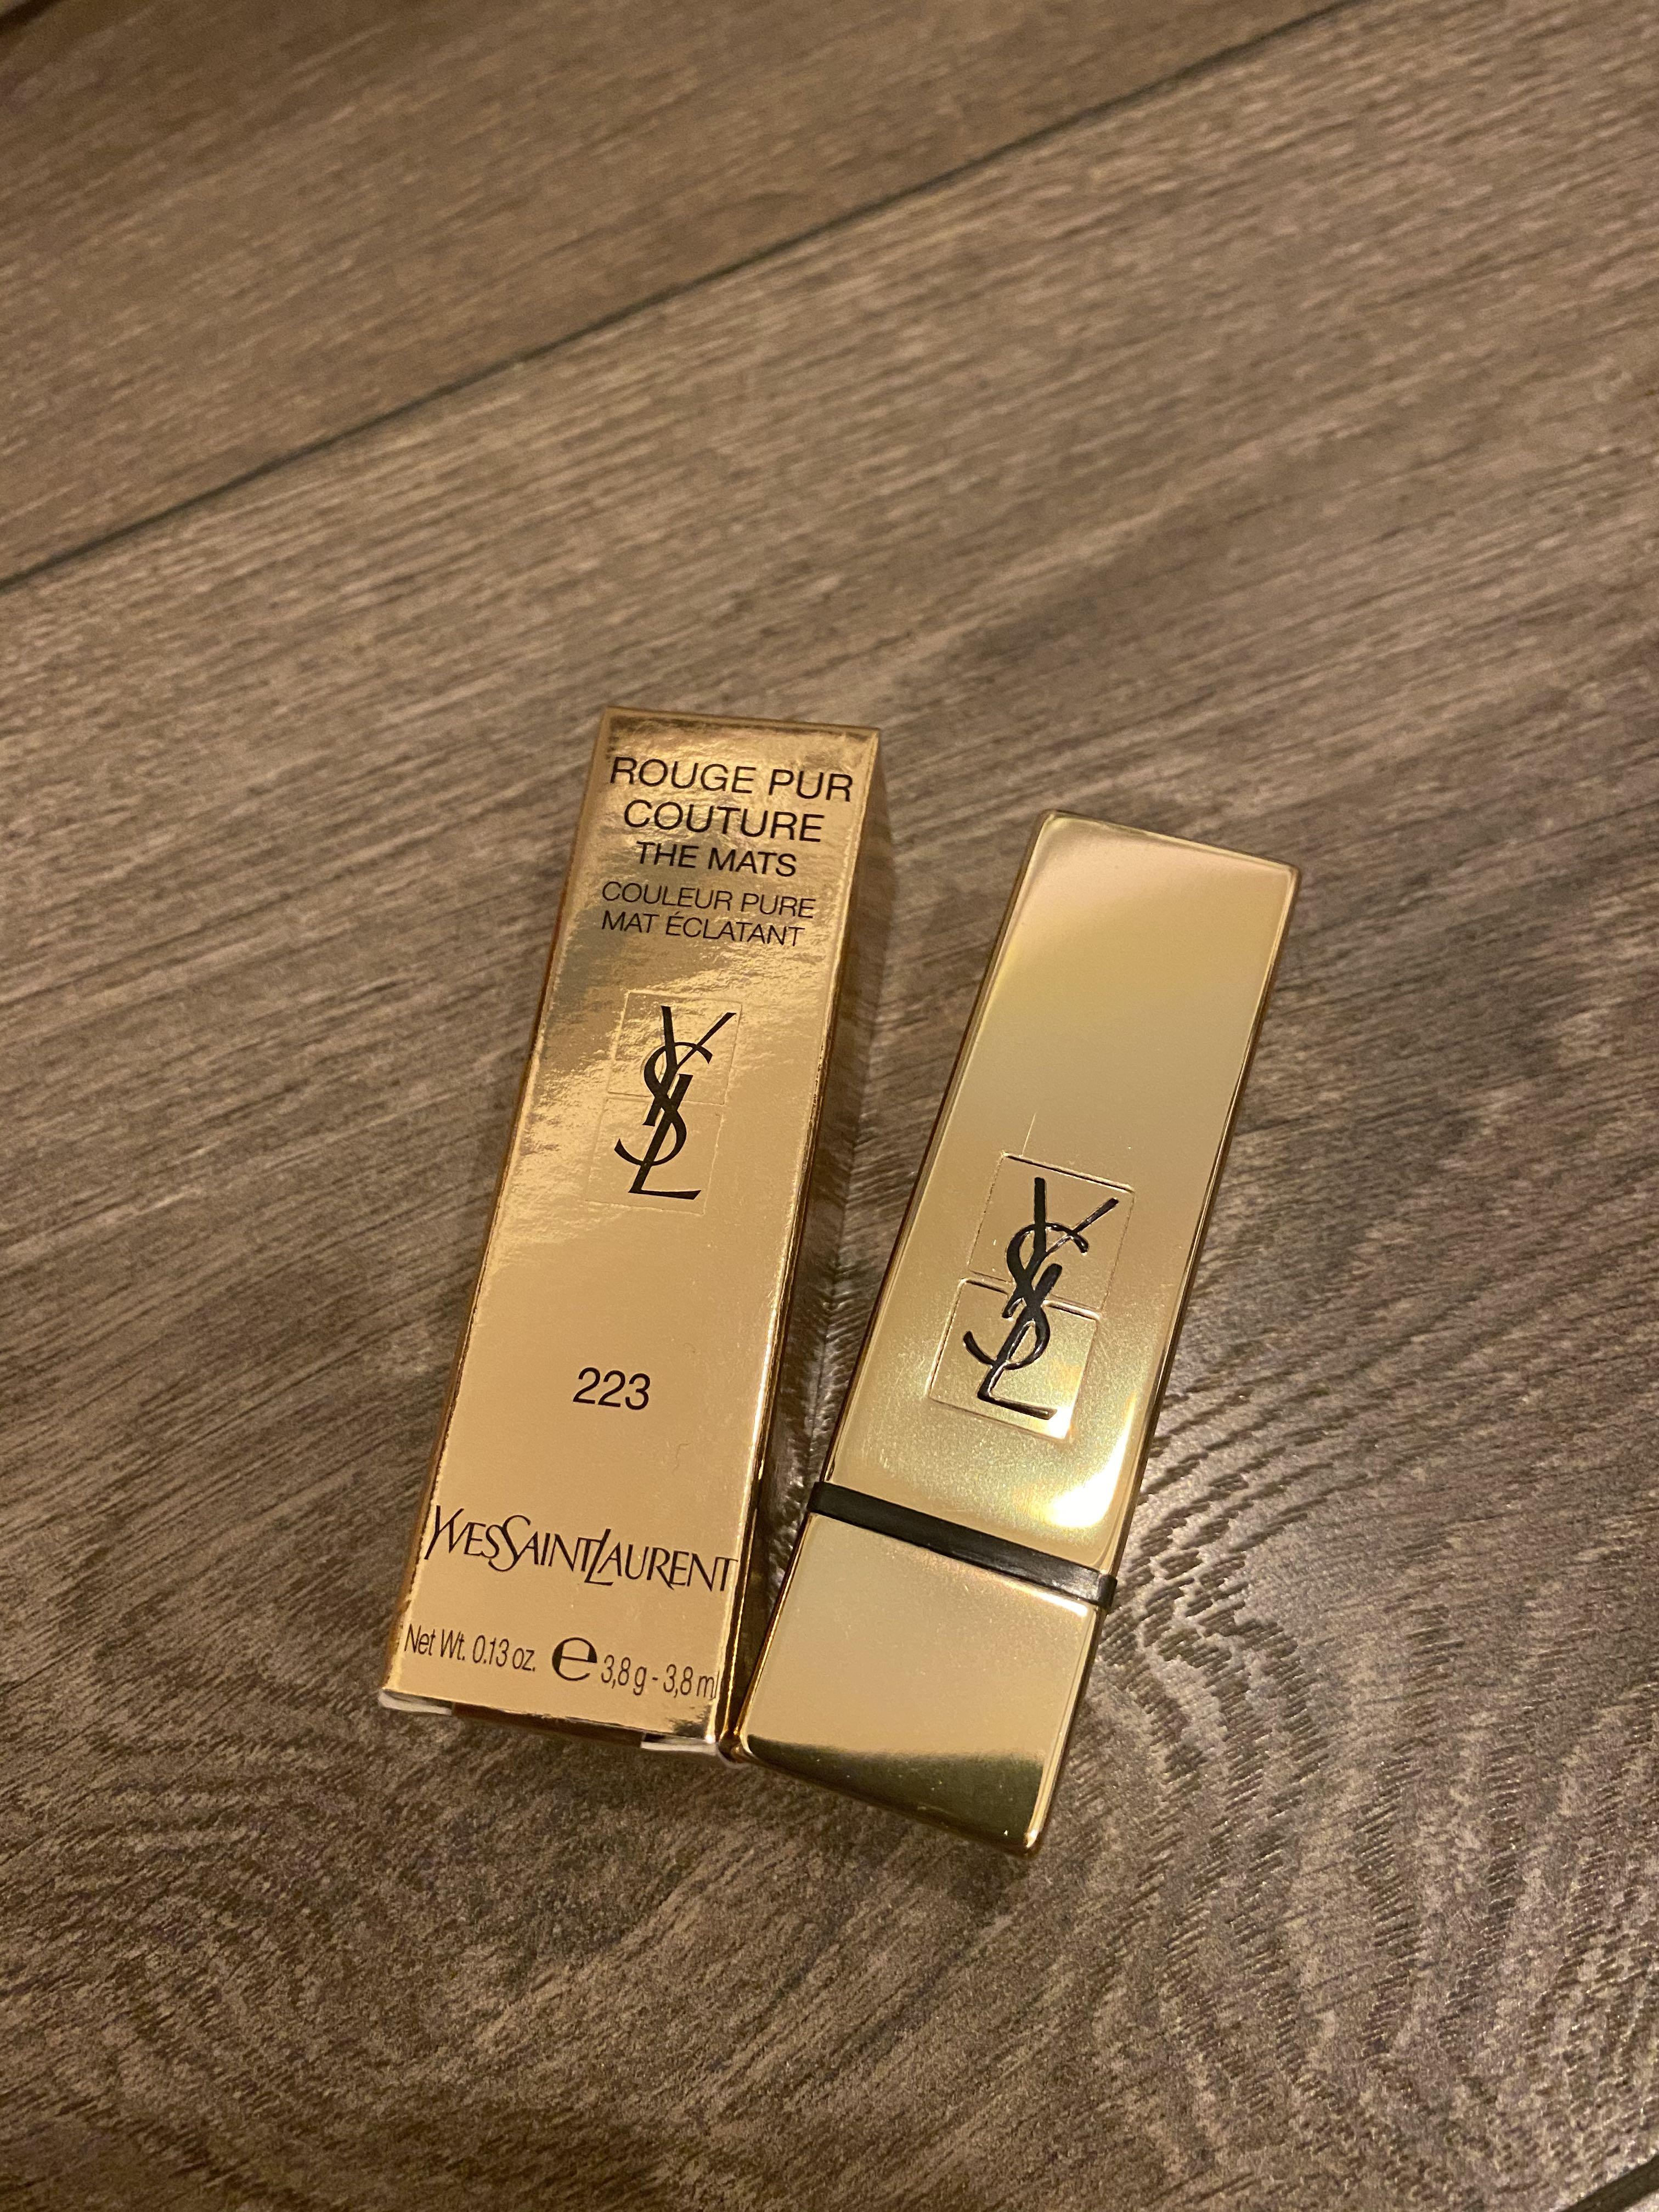 ROUGE PUR
COUTURE
THE MATS
COULEUR PURE
MAT ÉCLATANT
YSL
223
YVESSAINTLAURENT
Net Wt. 0.13 oz. e 3,8 g - 3,8 ml
YSL